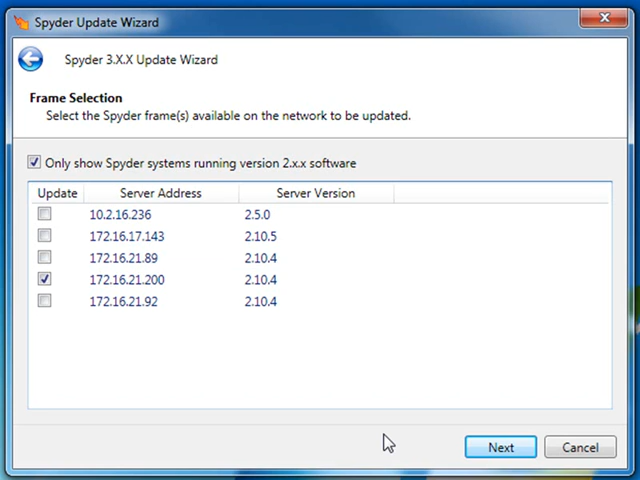 Spyder Update Wizard
Spyder 3.X.X Update Wizard
Frame Selection
Select the Spyder frame(s) available on the network to be updated.
Only show Spyder systems running version 2.x.x software
Update Server Address Server Version
10.2.16.236 2.5.0
172.16.17.143 2.10.5
172.16.21.89 2.10.4
172.16.21.200 2.10.4
172.16.21.92 2.10.4
Next Cancel